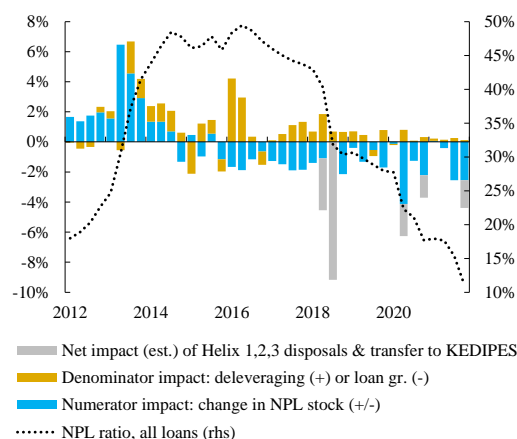 8% 50%
6% 45%
4% 40%
2% 35%
0% 30%
-2%
-4% 25%
-6% 20%
-8% 15%
-10% 10%
2012 2014 2016 2018 2020
Net impact (est.) of Helix 1,2,3 disposals & transfer to KEDIPES
Denominator impact: deleveraging (+) or loan gr. (-)
Numerator impact: change in NPL stock (+/-)
NPL ratio, all loans (rhs)